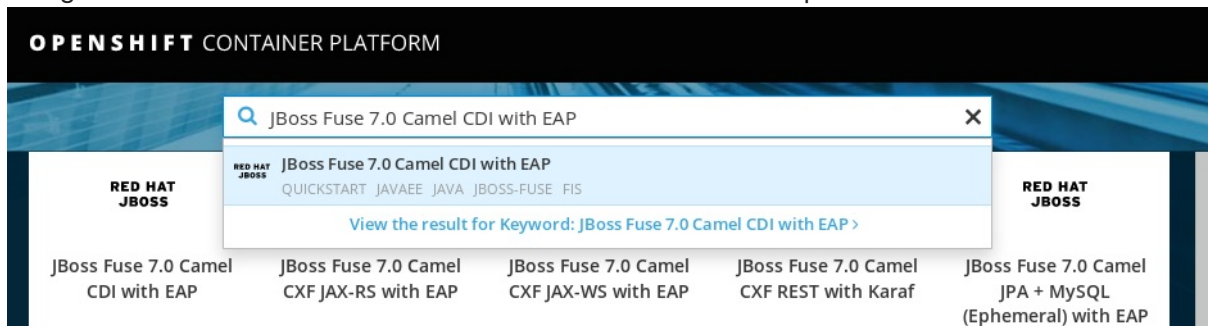 OPENSHIFT CONTAINER PLATFORM
JBoss Fuse 7.0 Camel CDI with EAP
RED HAT
JBOSS
JBoss Fuse 7.0 Camel CDI with EAP
QUICKSTART JAVAEE JAVA JBOSS-FUSE FIS
View the result for Keyword: JBoss Fuse 7.0 Camel CDI with EAP
RED HAT
JBOSS
RED HAT
JBOSS
JBoss Fuse 7.0 Camel
CDI with EAP
JBoss Fuse 7.0 Camel
CXF JAX-RS with EAP
JBoss Fuse 7.0 Camel
CXF JAX-WS with EAP
JBoss Fuse 7.0 Camel
CXF REST with Karaf
JBoss Fuse 7.0 Camel
JPA + MySQL
(Ephemeral) with EAP